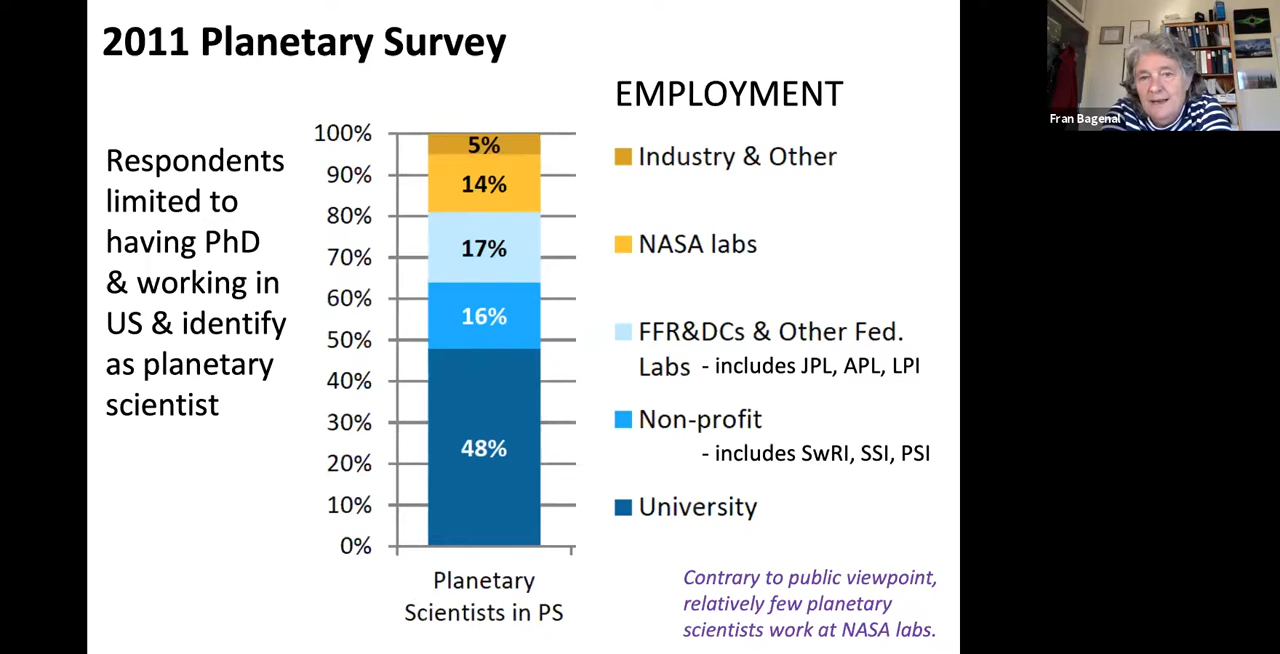 2011 Planetary Survey
Respondents
limited to
having PhD
& working in
US & identify
as planetary
scientist
100%
90%
80%
70%
60%
50%
40%
30%
20%
10%
0%
5%
14%
17%
16%
48%
Planetary
Scientists in PS
EMPLOYMENT
Industry & Other
NASA labs
FFR&DCs & Other Fed.
Labs - includes JPL, APL, LPI
Non-profit
- includes SwRI, SSI, PSI
University
Contrary to public viewpoint,
relatively few planetary
scientists work at NASA labs.
Fran Bagenal